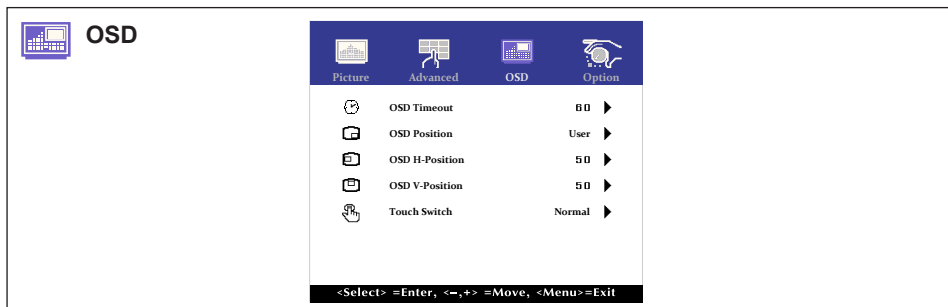 OSD
Picture Advanced OSD Option
OSD Timeout 60
OSD Position User
OSD H-Position 50
OSD V-Position 50
Touch Switch Normal
<Select> =Enter, <–,+> =Move, <Menu>=Exit